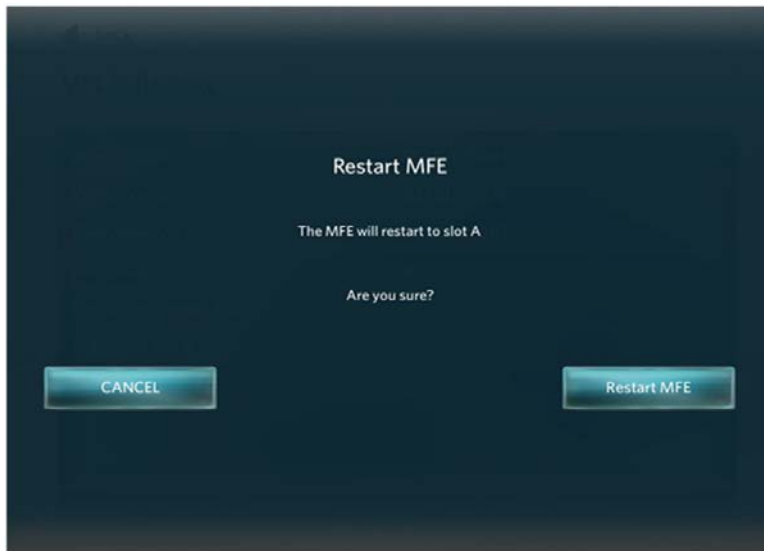 Restart MFE
The MFE will restart to slot A
Are you sure?
CANCEL
Restart MFE